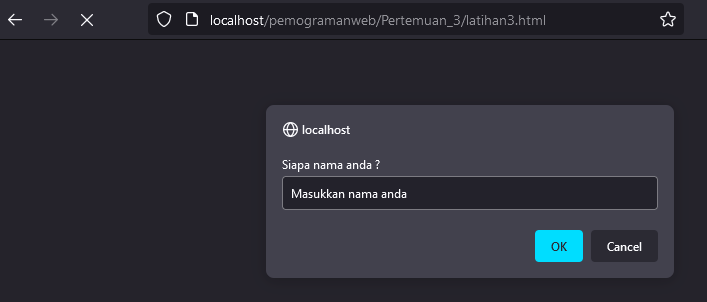 localhost/pemogramanweb/Pertemuan_3/latihan3.html
localhost
Siapa nama anda ?
Masukkan nama anda
OK
Cancel